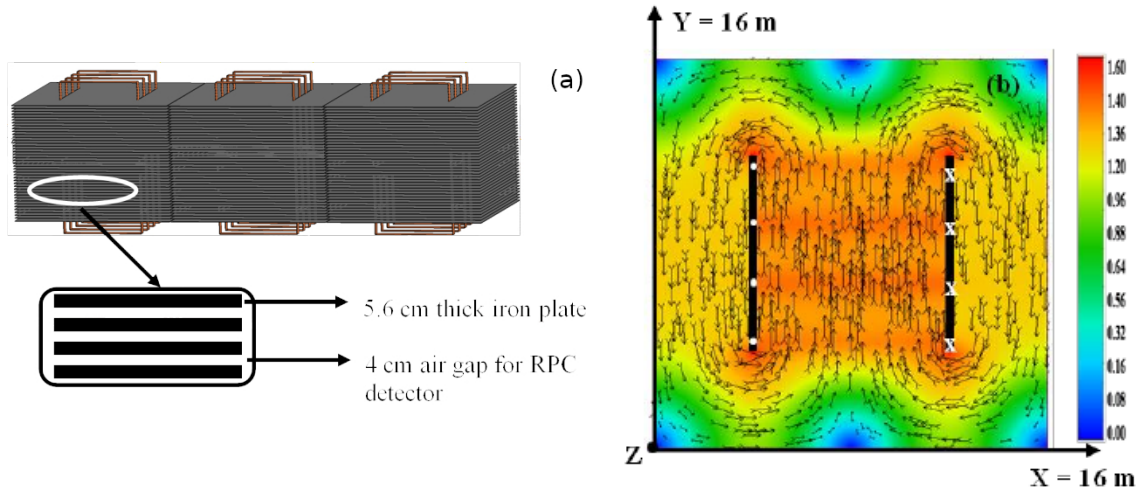 (a)
5.6 cm thick iron plate
4 cm air gap for RPC
detector
Y = 16 m
(b)
X
X
X
X
Z
X = 16 m
1.60
1.36
1.20
1.12
0.96
0.88
0.64
0.56
0.40
0.32
0.16
0.08
0.00